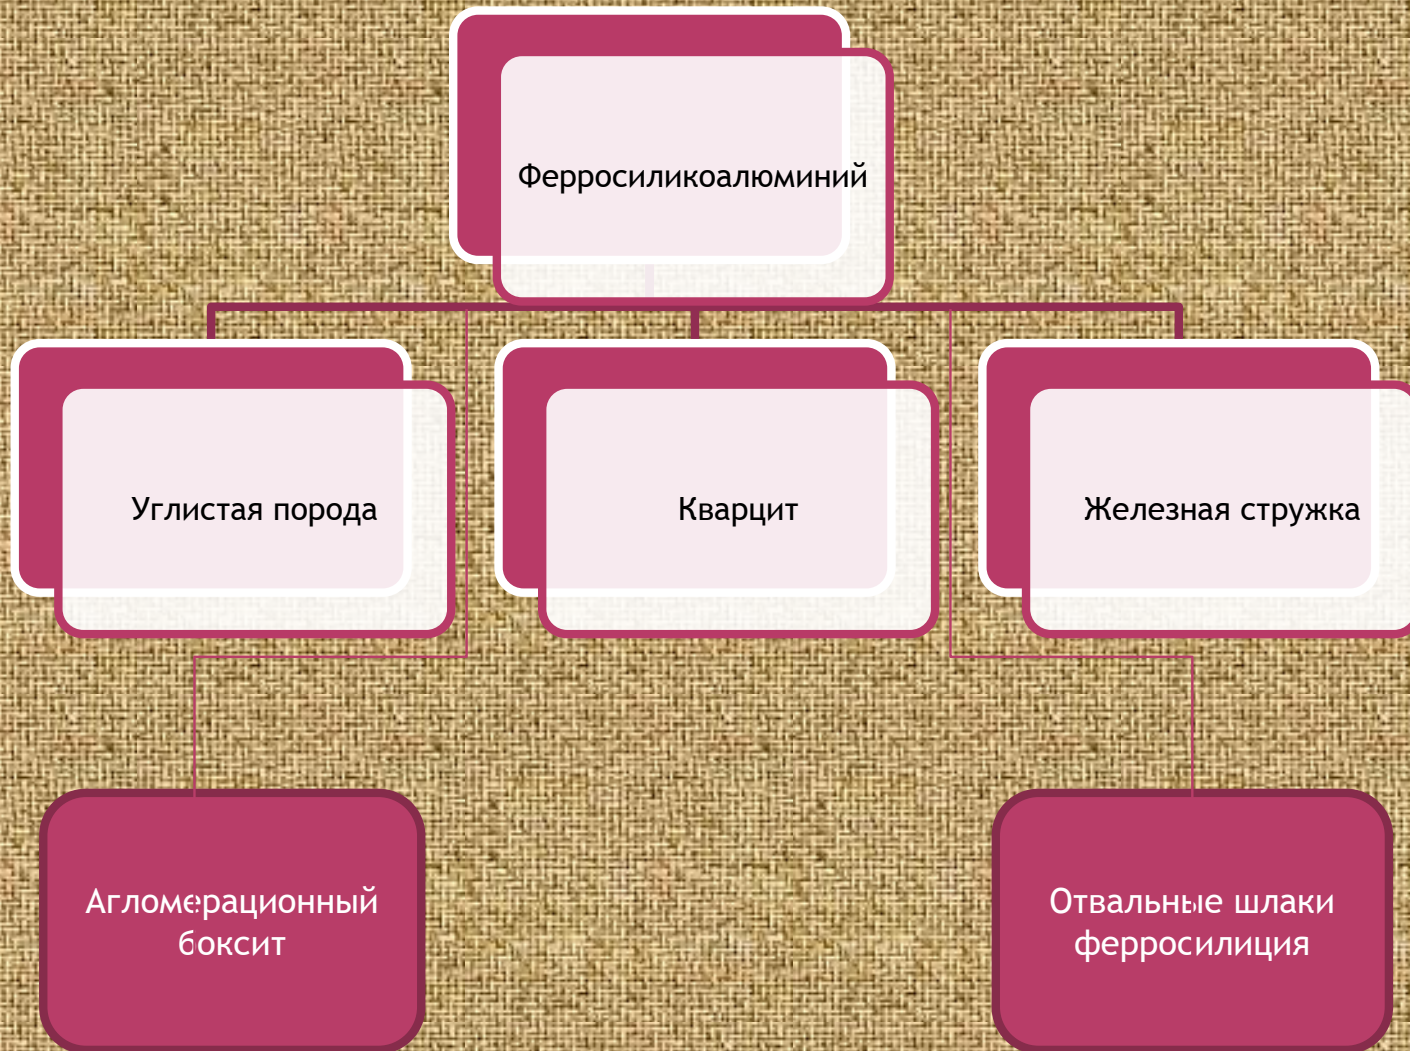 Ферросиликоалюминий
Углистая порода
Кварцит
Железная стружка
Агломерационный
боксит
Отвальные шлаки
ферросилиция